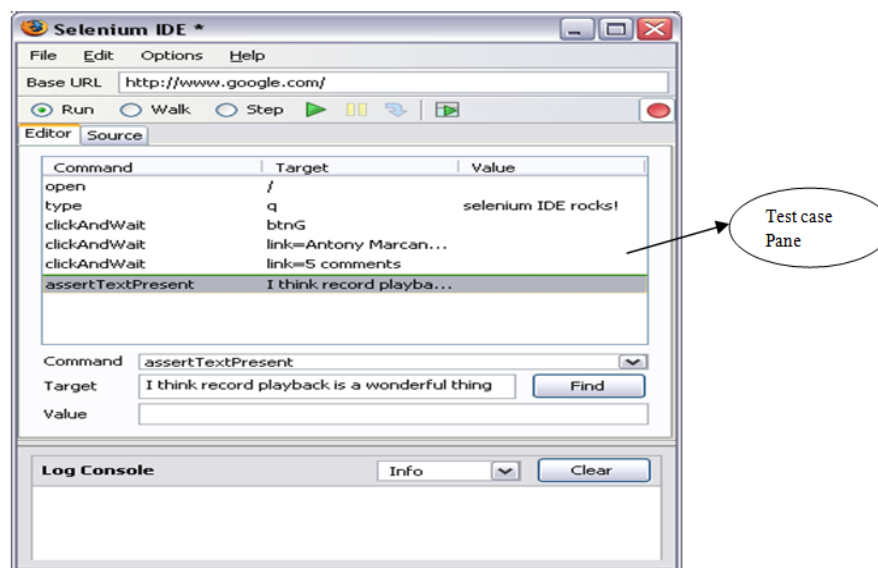 Selenium IDE *
File Edit Options Help
Base URL http://www.google.com/
Run Walk Step
Editor Source
Command Target Value
open /
type q selenium IDE rocks!
clickAndWait btnG
clickAndWait link=Antony Marcan...
clickAndWait link=5 comments
assertTextPresent I think record playba...
Command assertTextPresent
Target I think record playback is a wonderful thing Find
Value
Log Console Info Clear
Test case
Pane